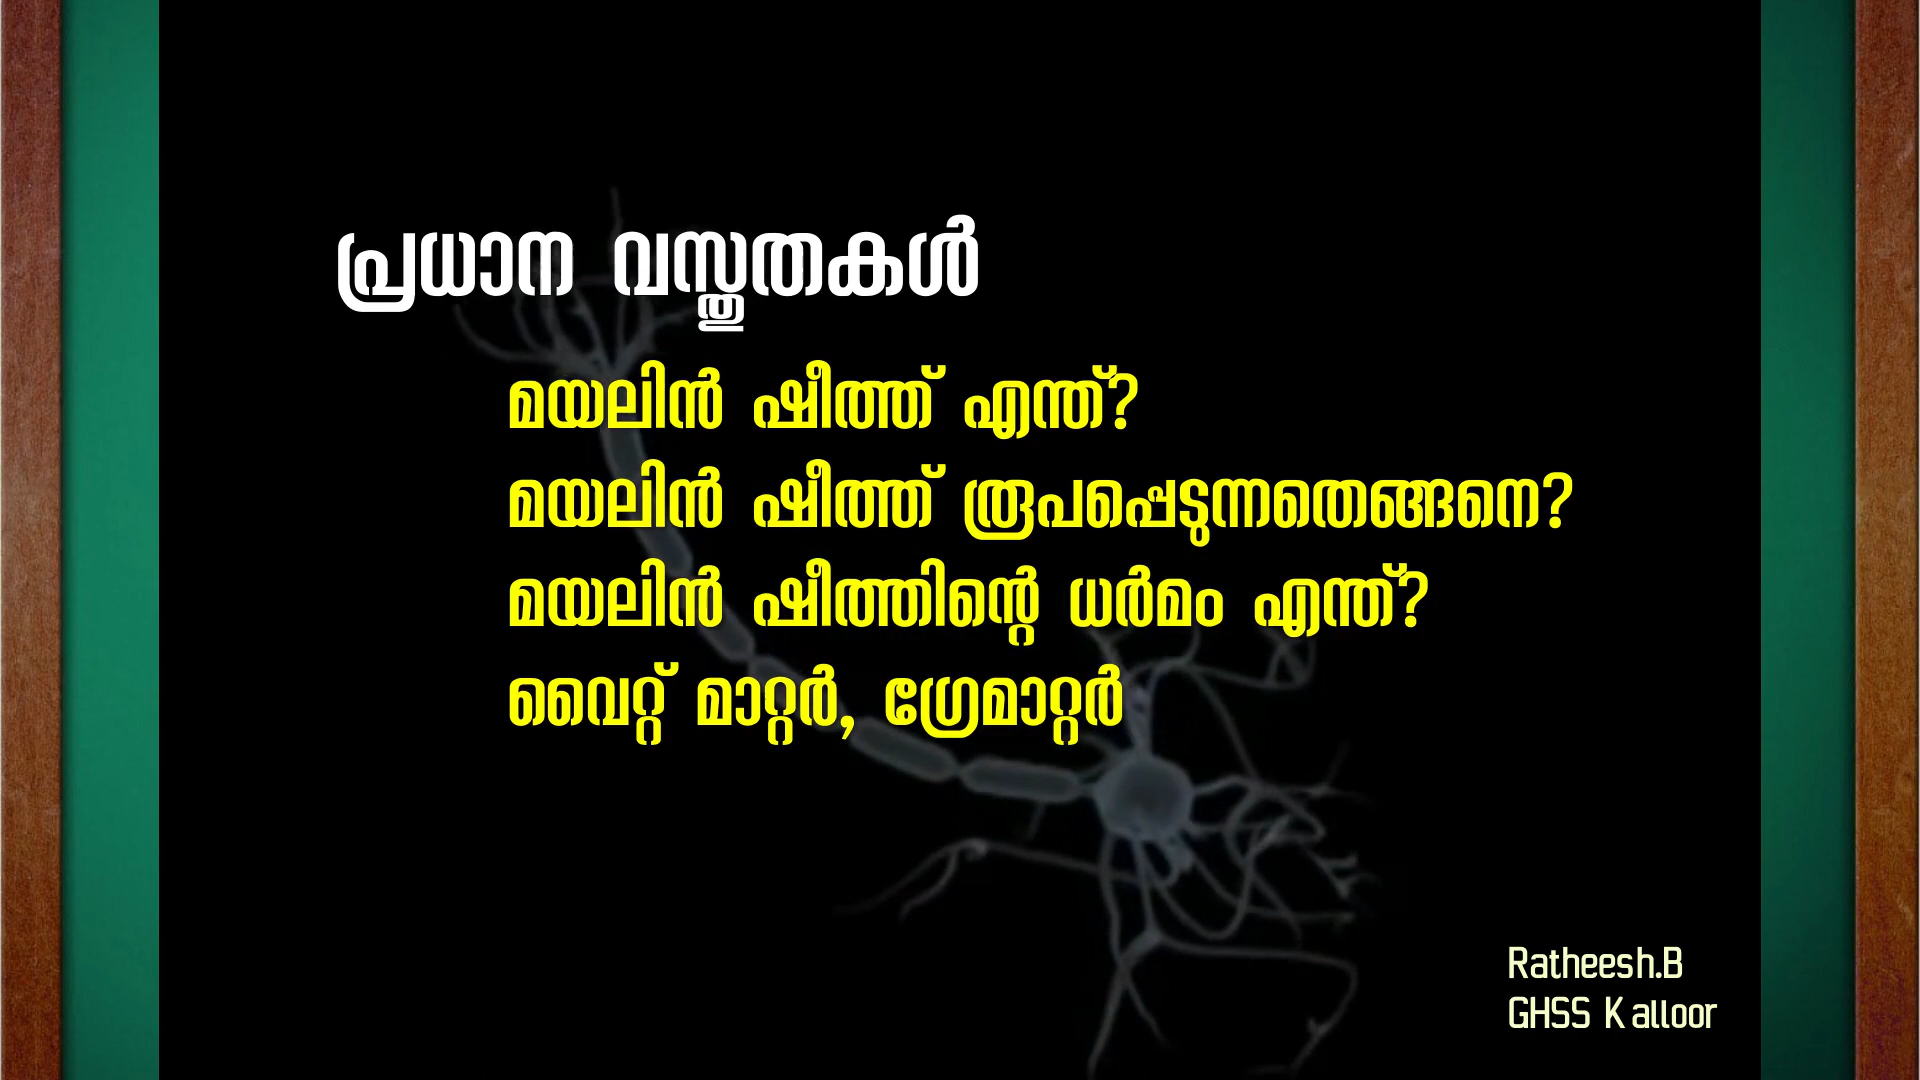 പ്രധാന വസ്തുതകൾ
മയലിൻ ഷീത്ത് എന്ത്?
മയലിൻ ഷീത്ത് രൂപപ്പെടുന്നതെങ്ങനെ?
മയലിൻ ഷീത്തിന്റെ ധർമം എന്ത്?
വൈറ്റ് മാറ്റർ, ഗ്രേമാറ്റർ
Ratheesh.B
GHSS Kalloor